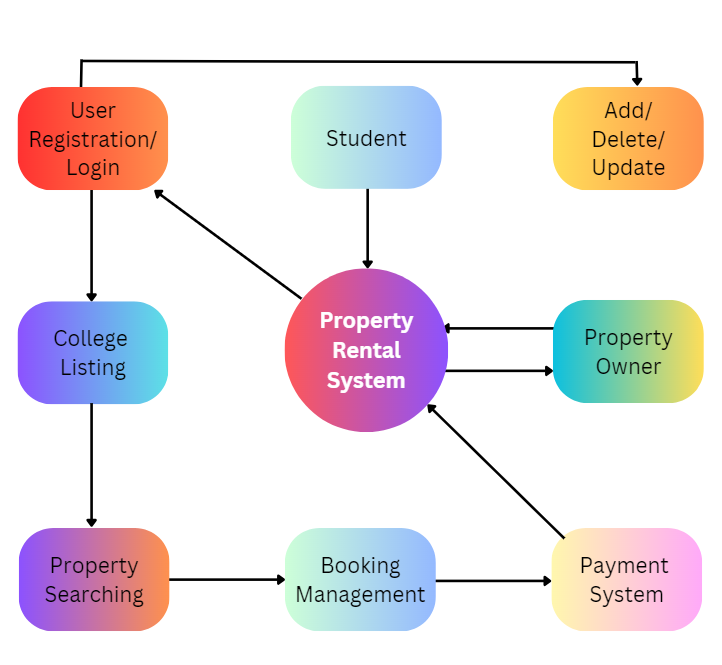 User
Registration/
Login
Student
Add/
Delete/
Update
College
Listing
Property
Rental
System
Property
Owner
Property
Searching
Booking
Management
Payment
System